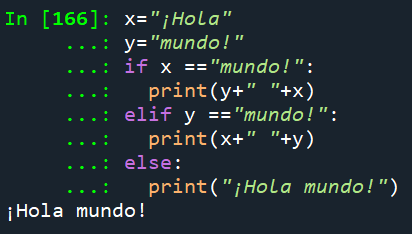 In [166]: x="¡Hola"
     ...: y="mundo!"
     ...: if x =="mundo!":
     ...:   print(y+" "+x)
     ...: elif y =="mundo!":
     ...:   print(x+" "+y)
     ...: else:
     ...:   print("¡Hola mundo!")
¡Hola mundo!